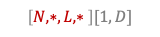 [N,*,L,* ][1, D]